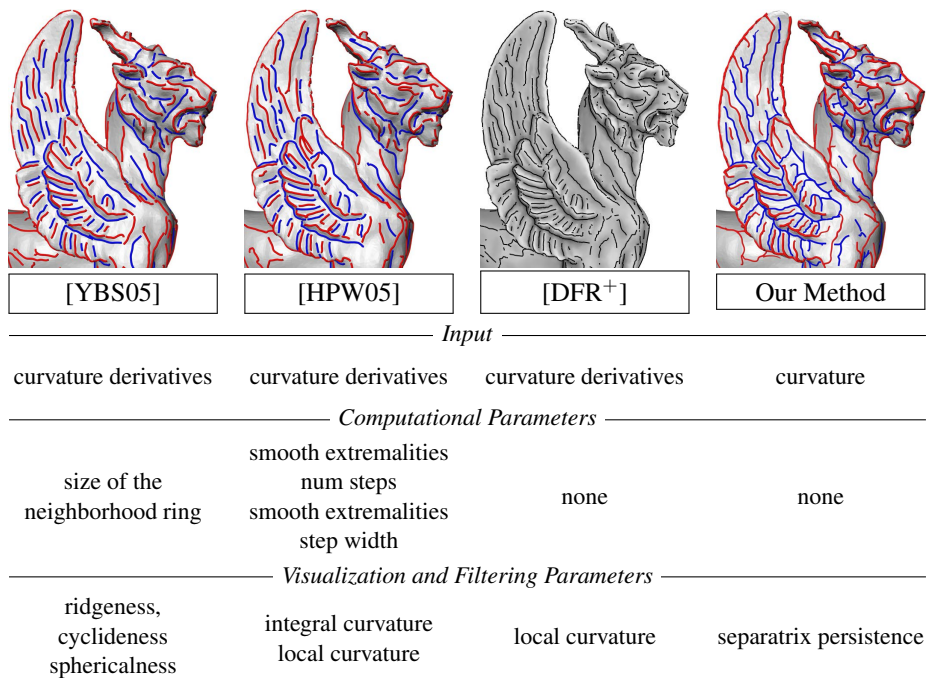 [YBS05] [HPW05] [DFR+] Our Method
Input
curvature derivatives curvature derivatives curvature derivatives curvature
Computational Parameters
size of the
neighborhood ring
smooth extremalities
num steps
smooth extremalities
step width
none
none
Visualization and Filtering Parameters
ridgeness,
cyclideness
sphericalness
integral curvature
local curvature
local curvature
separatrix persistence